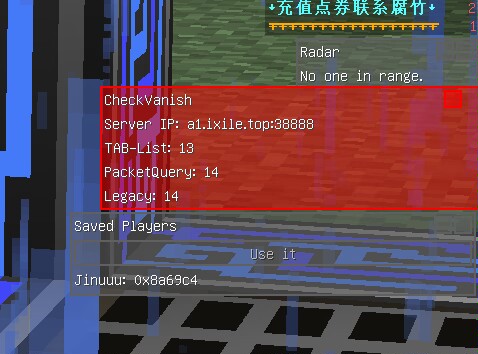 +充值点券联系腐竹+
2
1
Radar
No one in range.
CheckVanish
Server IP: a1.ixile.top:38888
TAB-List: 13
PacketQuery: 14
Legacy: 14
Saved Players
Use it
Jinuuu: 0x8a69c4